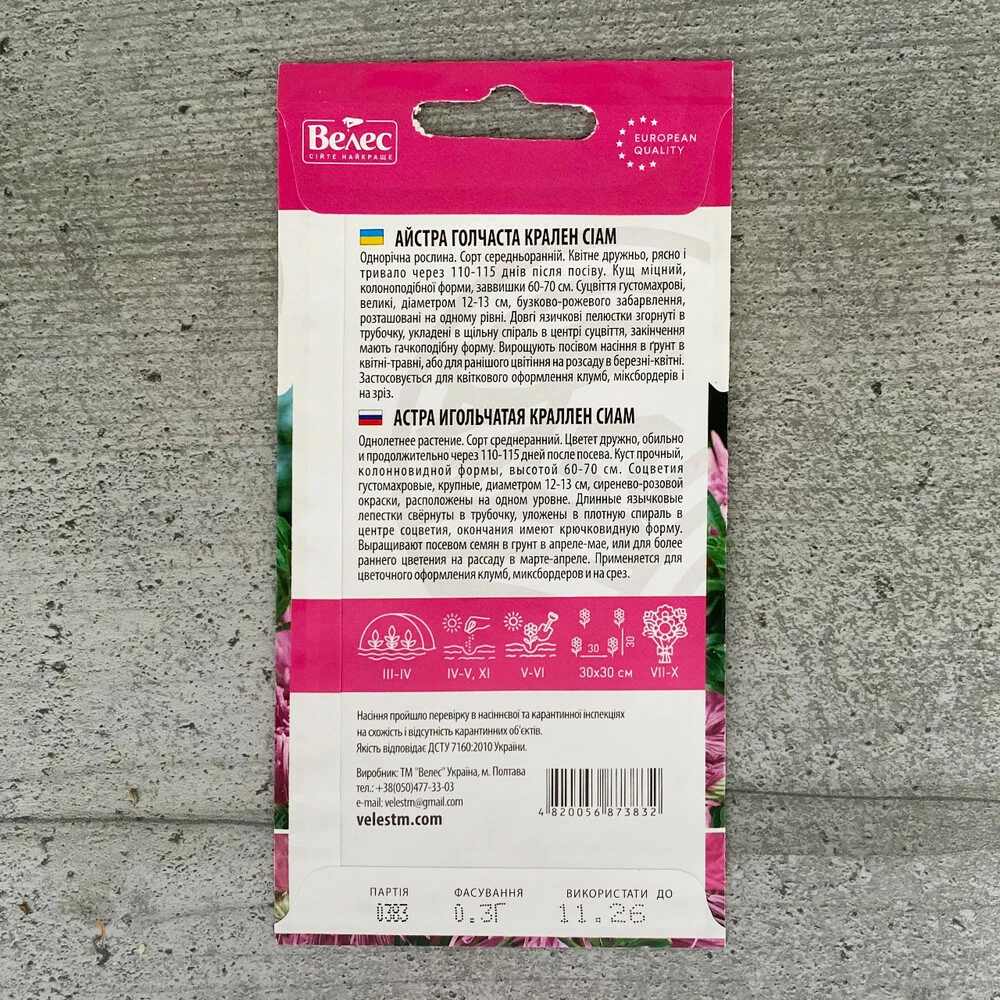 Велес
СІЙТЕ НАЙКРАЩЕ
EUROPEAN
QUALITY
АЙСТРА ГОЛЧАСТА КРАЛЕН СІАМ
Однорічна рослина. Сорт середньоранній. Квітне дружньо, рясно і
тривало через 110-115 днів після посіву. Кущ міцний,
колоноподібної форми, заввишки 60-70 см. Суцвіття густомахрові,
великі, діаметром 12-13 см, бузково-рожевого забарвлення,
розташовані на одному рівні. Довгі язичкові пелюстки згорнуті в
трубочку, укладені в щільну спіраль в центрі суцвіття, закінчення
мають гачкоподібну форму. Вирощують посівом насіння в ґрунт в
квітні-травні, або для ранішого цвітіння на розсаду в березні-квітні.
Застосовується для квіткового оформлення клумб, міксбордерів і
на зріз.
АСТРА ИГОЛЬЧАТАЯ КРАЛЛЕН СИАМ
Однолетнее растение. Сорт среднеранний. Цветет дружно, обильно
и продолжительно через 110-115 дней после посева. Куст прочный,
колонновидной формы, высотой 60-70 см. Соцветия
густомахровые, крупные, диаметром 12-13 см, сиренево-розовой
окраски, расположены на одном уровне. Длинные язычковые
лепестки свёрнуты в трубочку, уложены в плотную спираль в
центре соцветия, окончания имеют крючковидную форму.
Выращивают посевом семян в грунт в апреле-мае, или для более
раннего цветения на рассаду в марте-апреле. Применяется для
цветочного оформления клумб, миксбордеров и на срез.
30
30
III-IV IV-V, XI V-VI 30x30 см VII-X
Насіння пройшло перевірку в насіннєвої та карантинної інспекціях
на схожість і відсутність карантинних об'єктів.
Якість відповідає ДСТУ 7160:2010 України.
Виробник: ТМ "Велес" Україна, м. Полтава
тел.: +38(050)477-33-03
e-mail: velestm@gmail.com
velestm.com
4 820056 873832
ПАРТІЯ ФАСУВАННЯ ВИКОРИСТАТИ ДО
0383 0.3Г 11.26